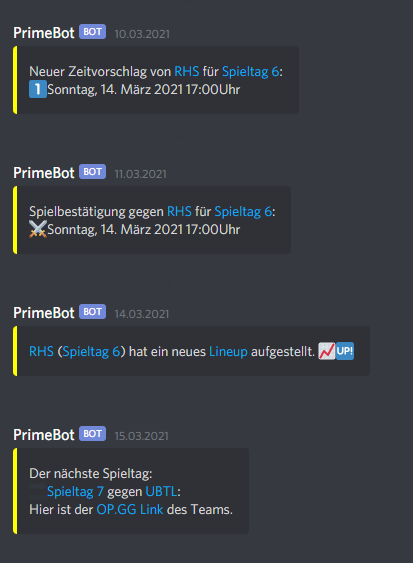 PrimeBot BOT 10.03.2021
Neuer Zeitvorschlag von RHS für Spieltag 6:
1️⃣Sonntag, 14. März 2021 17:00Uhr
PrimeBot BOT 11.03.2021
Spielbestätigung gegen RHS für Spieltag 6:
⚔️Sonntag, 14. März 2021 17:00Uhr
PrimeBot BOT 14.03.2021
RHS (Spieltag 6) hat ein neues Lineup aufgestellt. 📈🆙
PrimeBot BOT 15.03.2021
Der nächste Spieltag:
Spieltag 7 gegen UBTL:
Hier ist der OP.GG Link des Teams.